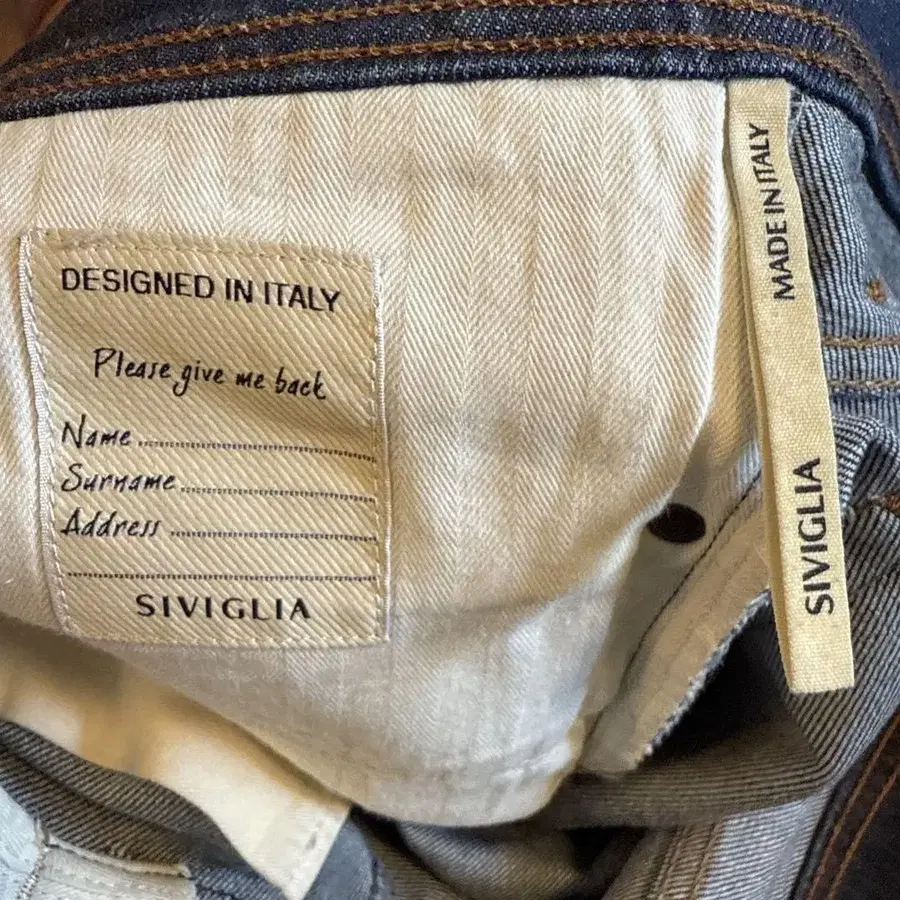 DESIGNED IN ITALY
Please give me back
Name
Surname
Address
SIVIGLIA
MADE IN ITALY
SIVIGLIA